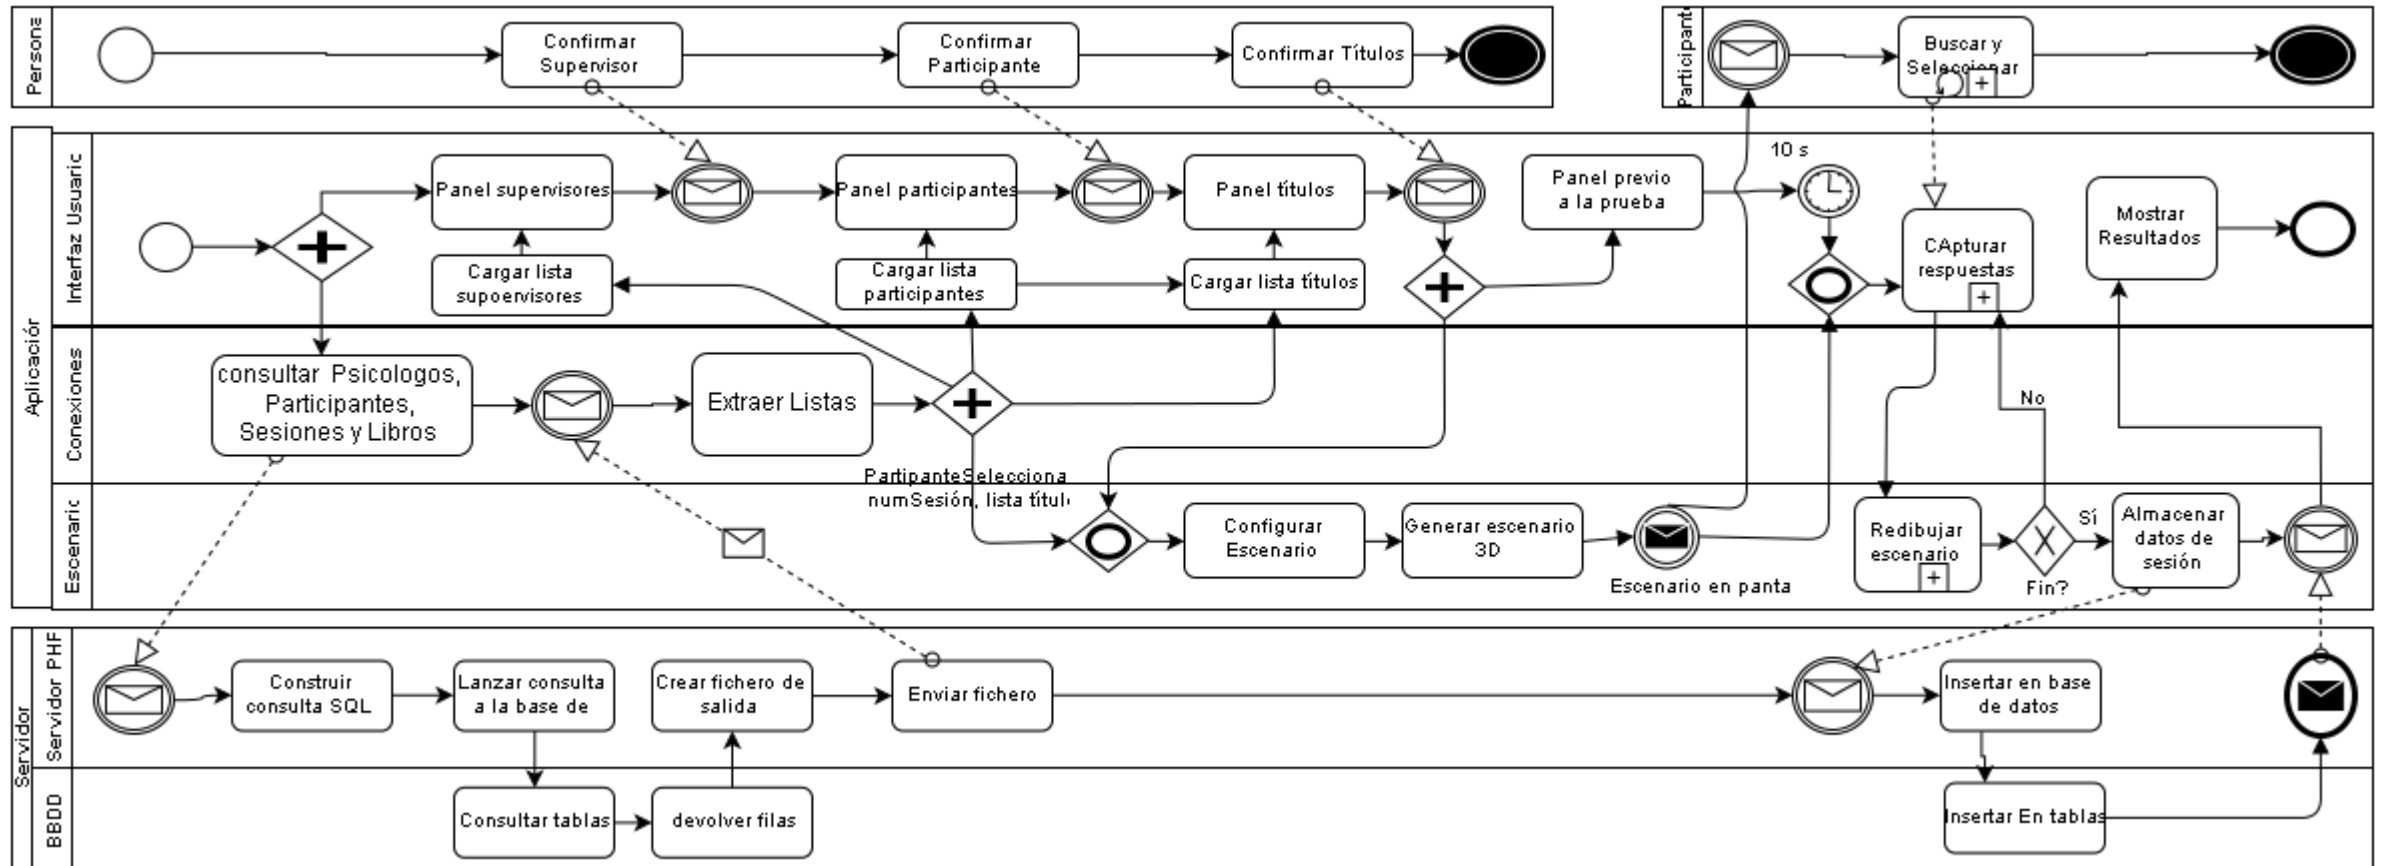 Persona
Confirmar
Supervisor
Confirmar
Participante
Confirmar Títulos
Participante
Buscar y
Seleccionar
Aplicación
Interfaz Usuaric
Panel supervisores
Panel participantes
Panel títulos
Panel previo
a la prueba
10 s
Cargar lista
supoervisores
Cargar lista
participantes
Cargar lista títulos
CApturar
respuestas
Mostrar
Resultados
Conexiones
consultar Psicologos,
Participantes,
Sesiones y Libros
Extraer Listas
No
PartipanteSelecciona
numSesión, lista títul
Escenaric
Configurar
Escenario
Generar escenario
3D
Escenario en panta
Redibujar
escenario
Fin?
Sí
Almacenar
datos de
sesión
Servidor
Servidor PHF
Construir
consulta SQL
Lanzar consulta
a la base de
Crear fichero de
salida
Enviar fichero
Insertar en base
de datos
BBDD
Consultar tablas
devolver filas
Insertar En tablas